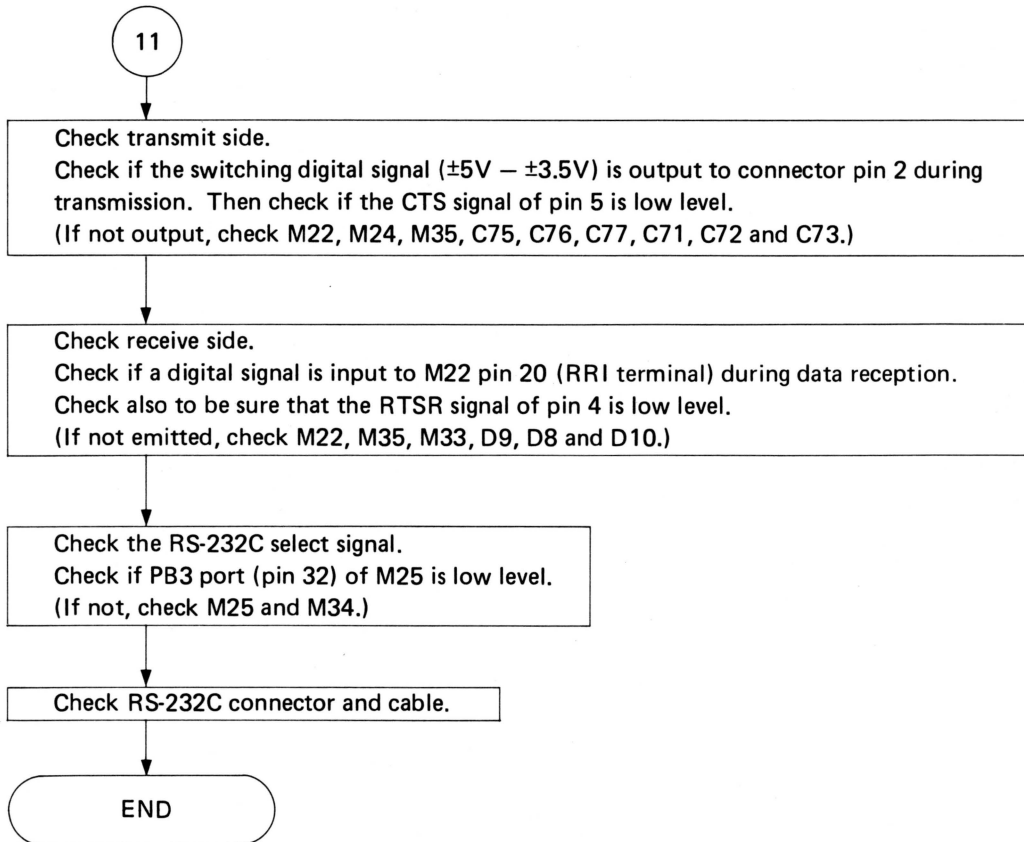 11
Check transmit side.
Check if the switching digital signal (±5V – ±3.5V) is output to connector pin 2 during
transmission. Then check if the CTS signal of pin 5 is low level.
(If not output, check M22, M24, M35, C75, C76, C77, C71, C72 and C73.)
Check receive side.
Check if a digital signal is input to M22 pin 20 (RRI terminal) during data reception.
Check also to be sure that the RTSR signal of pin 4 is low level.
(If not emitted, check M22, M35, M33, D9, D8 and D10.)
Check the RS-232C select signal.
Check if PB3 port (pin 32) of M25 is low level.
(If not, check M25 and M34.)
Check RS-232C connector and cable.
END